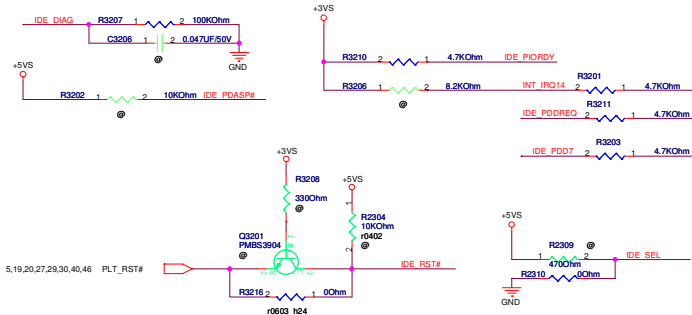 IDE_DIAG R3207 1 2 100KOhm
C3206 1 2 0.047UF/50V
@
GND
+5VS
R3202 1 2 10KOhm IDE_PDASP#
@
+3VS
R3210 2 1 4.7KOhm IDE_PIORDY
R3206 1 2 8.2KOhm INT_IRQ14 2 R3201 1 4.7KOhm
@
IDE_PDDREQ 2 R3211 1 4.7KOhm
IDE_PDD7 2 R3203 1 4.7KOhm
+3VS
R3208
330Ohm
@
+5VS
1
R2304
10KOhm
r0402
@
2
Q3201
PMBS3904
@
1
B
2 E C 3
5,19,20,27,29,30,40,46 PLT_RST#
IDE_RST#
R3216 2 1 0Ohm
r0603_h24
+5VS
R2309 @
1 2 IDE_SEL
470Ohm
R2310 0Ohm
GND